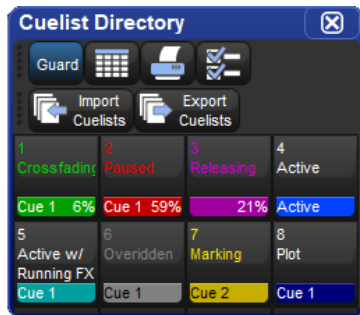 Cuelist Directory
Guard
Import Cuelists
Export Cuelists
1 Crossfading
2 Paused
3 Releasing
4 Active
Cue 1 6%
Cue 1 59%
21%
Active
5 Active w/ Running FX
6 Overidden
7 Marking
8 Plot
Cue 1
Cue 1
Cue 2
Cue 1